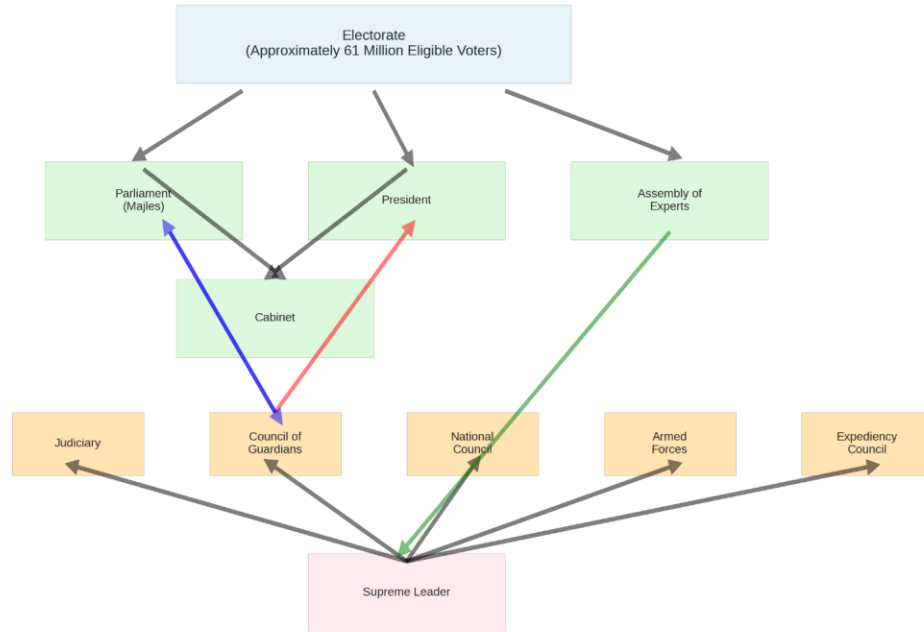 Electorate
(Approximately 61 Million Eligible Voters)
Parliament
(Majles)
President
Assembly of
Experts
Cabinet
Judiciary
Council of
Guardians
National
Council
Armed
Forces
Expediency
Council
Supreme Leader